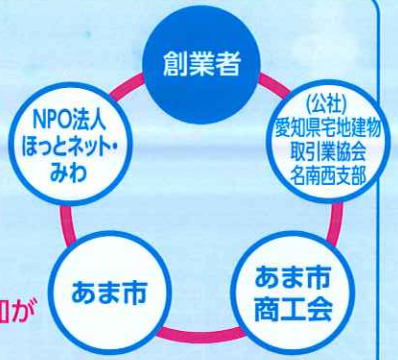 創業者
NPO法人
ほっとネット・
みわ
(公社)
愛知県宅地建物
取引業協会
名南西支部
あま市
あま市
商工会
が